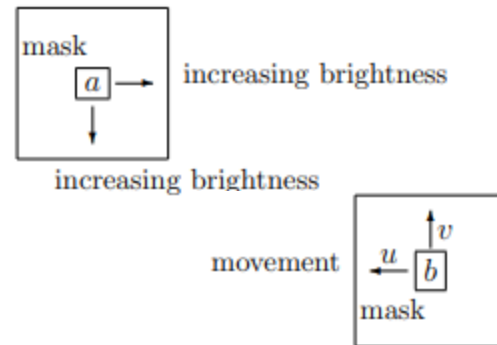 mask
a
increasing brightness
increasing brightness
v
movement
u
b
mask